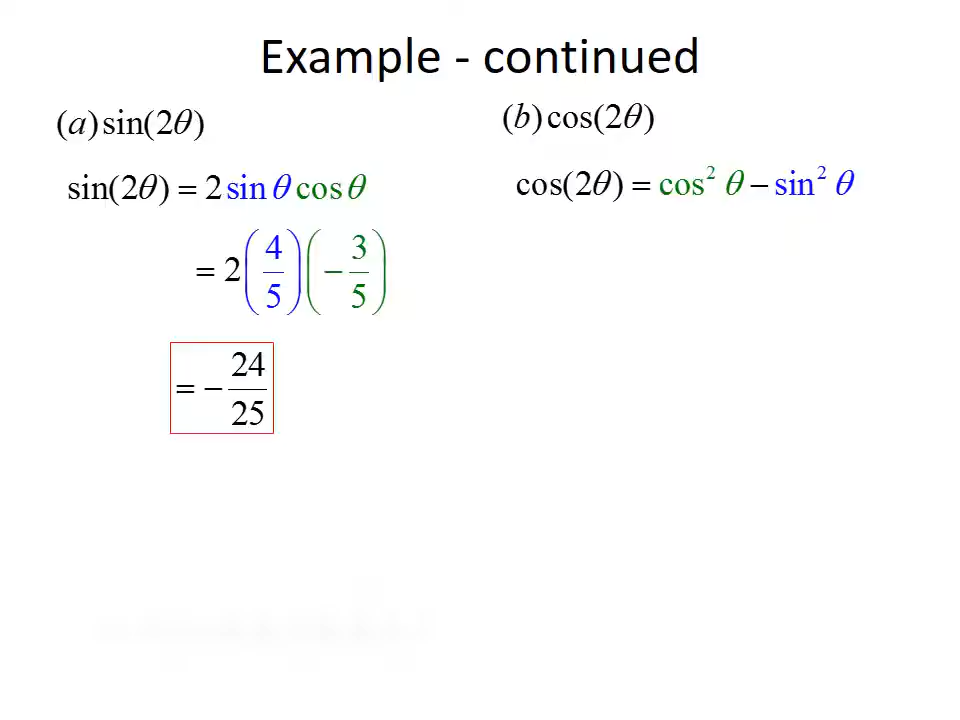 Example - continued
(a) sin(2θ)
sin(2θ) = 2 sin θ cos θ
= 2(4/5)(−3/5)
= −24/25
(b) cos(2θ)
cos(2θ) = cos² θ − sin² θ